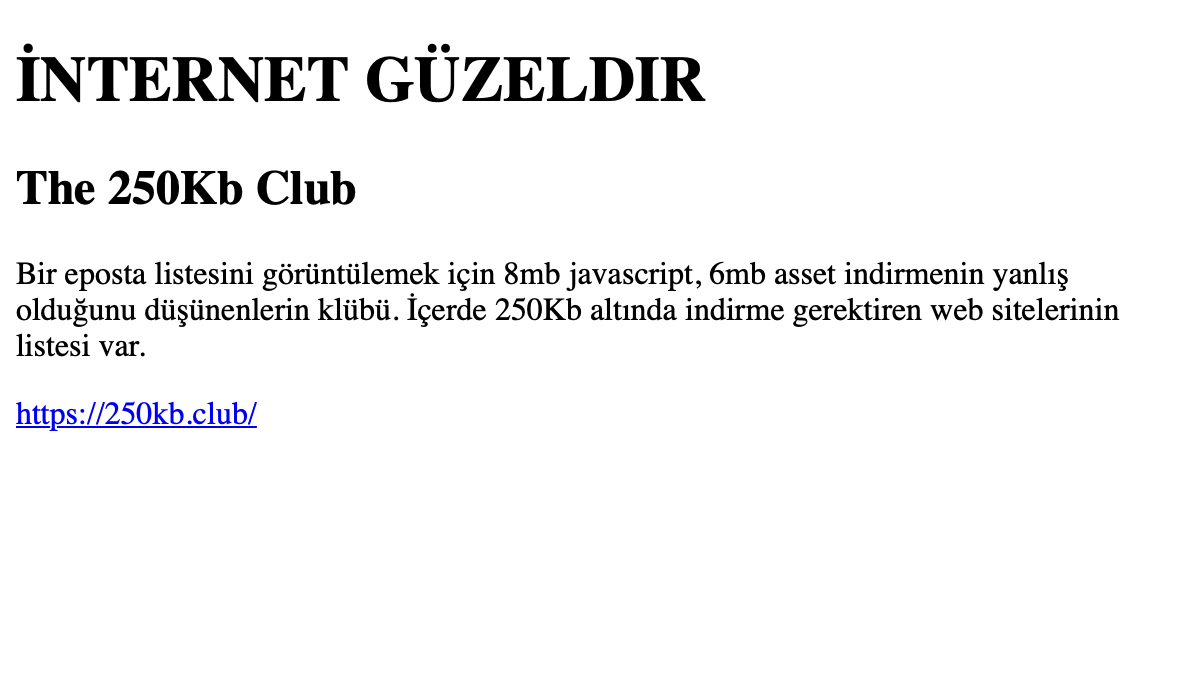 İNTERNET GÜZELDIR
The 250Kb Club
Bir eposta listesini görüntülemek için 8mb javascript, 6mb asset indirmenin yanlış
olduğunu düşünenlerin klübü. İçerde 250Kb altında indirme gerektiren web sitelerinin
listesi var.
https://250kb.club/